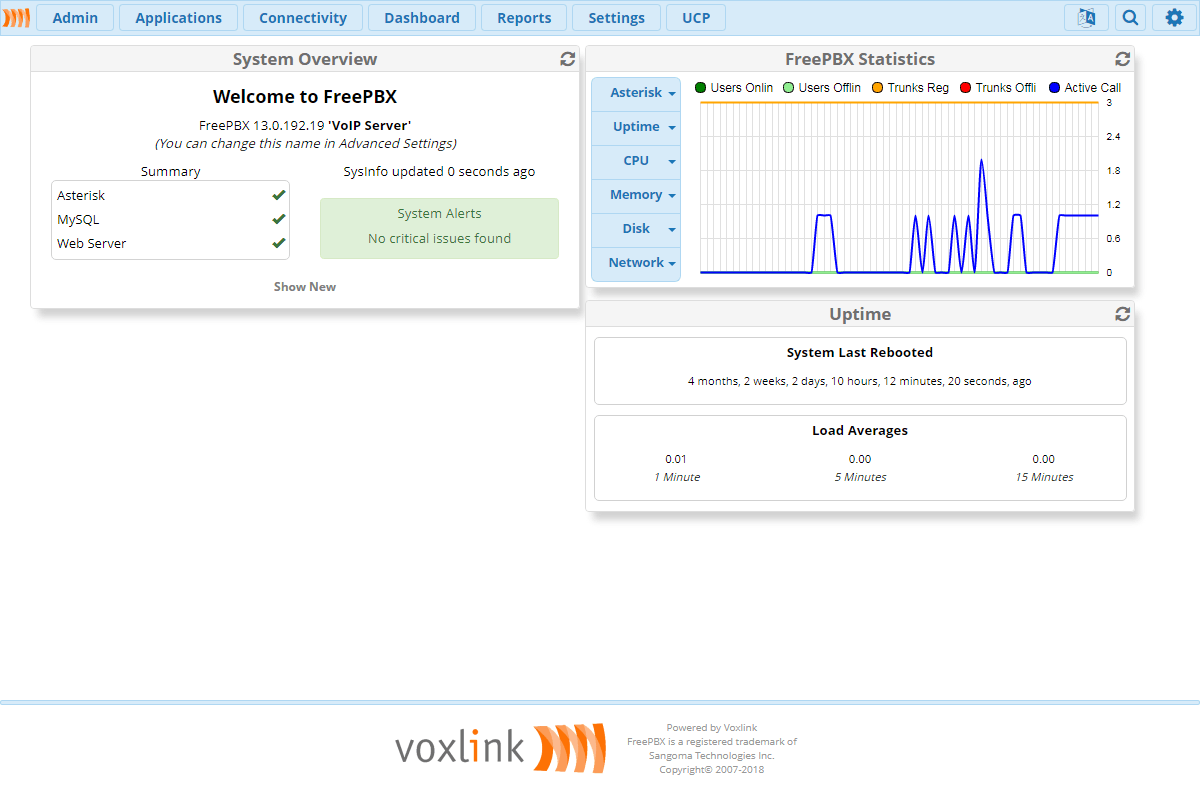 Admin Applications Connectivity Dashboard Reports Settings UCP
System Overview
Welcome to FreePBX
FreePBX 13.0.192.19 'VoIP Server'
(You can change this name in Advanced Settings)
Summary
Asterisk
MySQL
Web Server
SysInfo updated 0 seconds ago
System Alerts
No critical issues found
Show New
FreePBX Statistics
Asterisk
Uptime
CPU
Memory
Disk
Network
Users Onlin Users Offlin Trunks Reg Trunks Offli Active Call
3
2.4
1.8
1.2
0.6
0
Uptime
System Last Rebooted
4 months, 2 weeks, 2 days, 10 hours, 12 minutes, 20 seconds, ago
Load Averages
0.01 0.00 0.00
1 Minute 5 Minutes 15 Minutes
voxlink
Powered by Voxlink
FreePBX is a registered trademark of
Sangoma Technologies Inc.
Copyright© 2007-2018